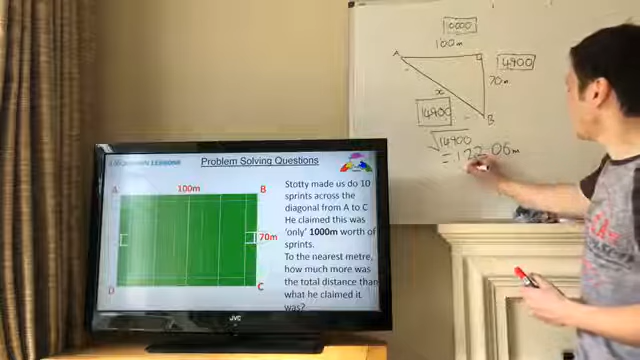 10000
100m
A
4900
70m
x
B
14900
√14900
= 122.06m
LESSONS
Problem Solving Questions
A
100m
B
70m
D
C
Stotty made us do 10
sprints across the
diagonal from A to C
He claimed this was
'only' 1000m worth of
sprints.
To the nearest metre,
how much more was
the total distance than
what he claimed it
was?
JVC